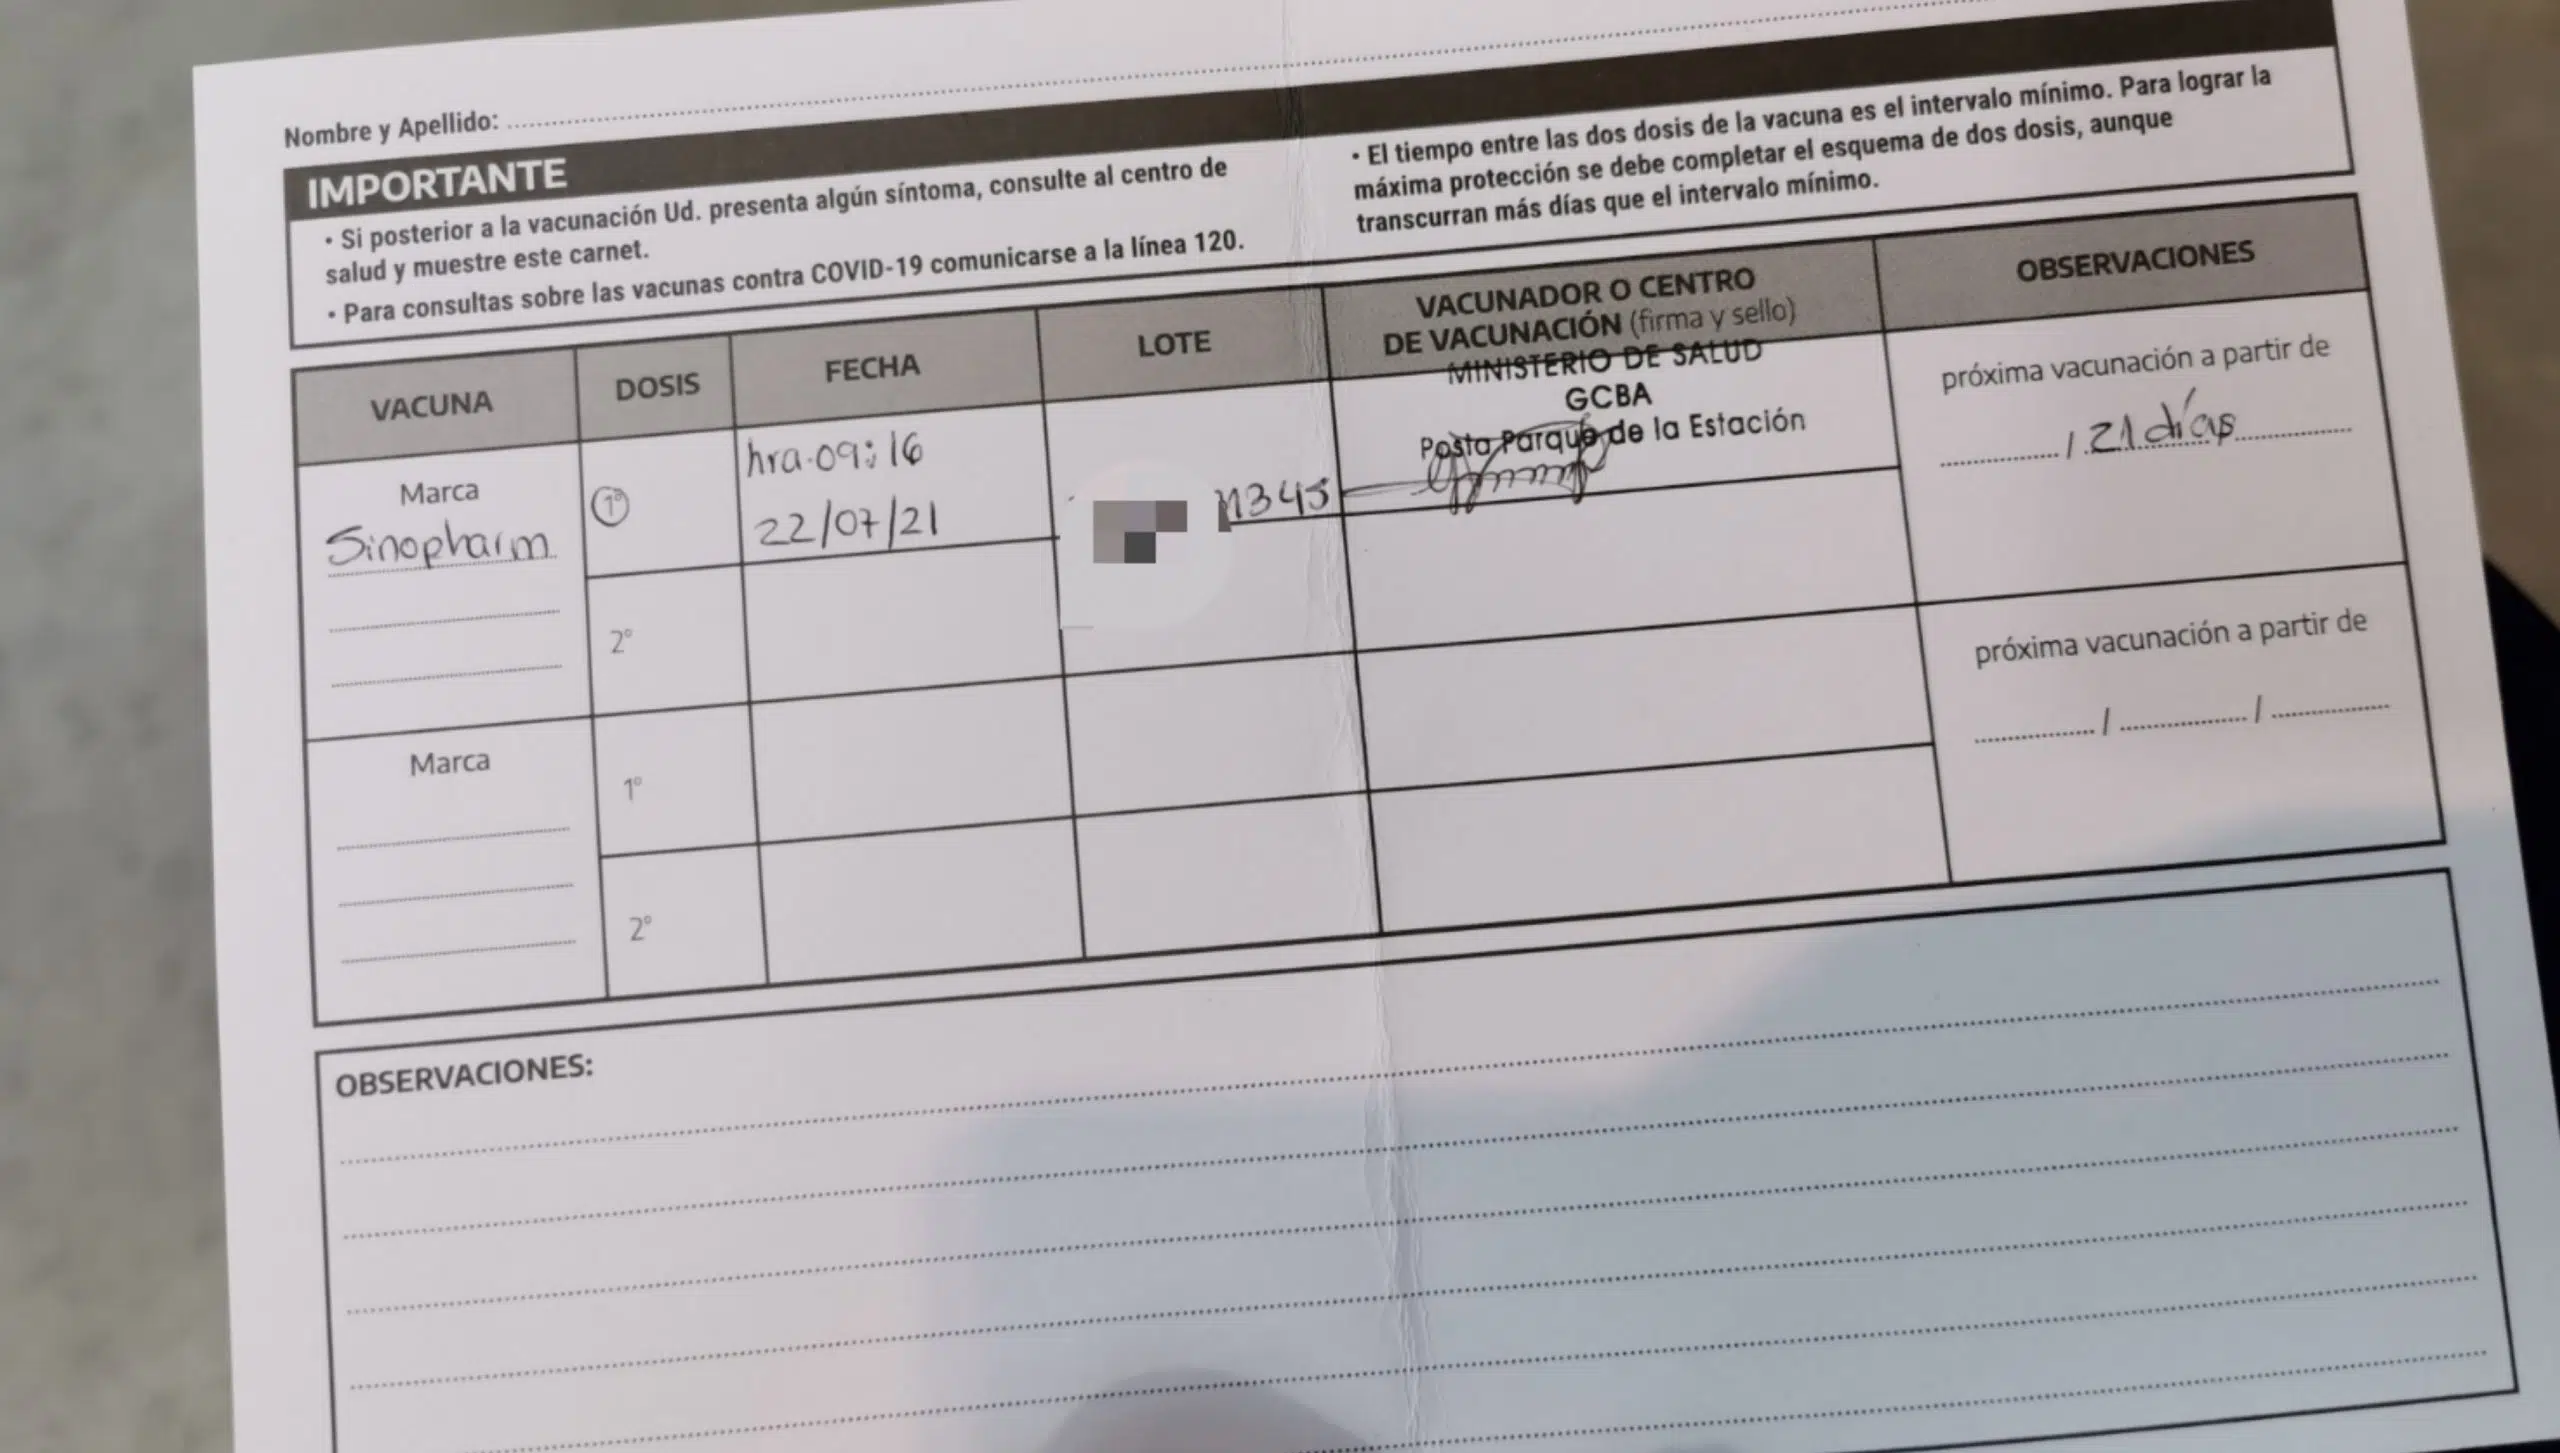 Nombre y Apellido:
IMPORTANTE
• Si posterior a la vacunación Ud. presenta algún síntoma, consulte al centro de
salud y muestre este carnet.
• Para consultas sobre las vacunas contra COVID-19 comunicarse a la línea 120.
• El tiempo entre las dos dosis de la vacuna es el intervalo mínimo. Para lograr la
máxima protección se debe completar el esquema de dos dosis, aunque
transcurran más días que el intervalo mínimo.
VACUNA DOSIS FECHA LOTE VACUNADOR O CENTRO DE VACUNACIÓN (firma y sello) OBSERVACIONES
Marca
Sinopharm
1°
hra. 09:16
22/07/21
345
MINISTERIO DE SALUD
GCBA
Posta Parque de la Estación
próxima vacunación a partir de
/ 21 días
2°
Marca
1°
próxima vacunación a partir de
/ /
2°
OBSERVACIONES: